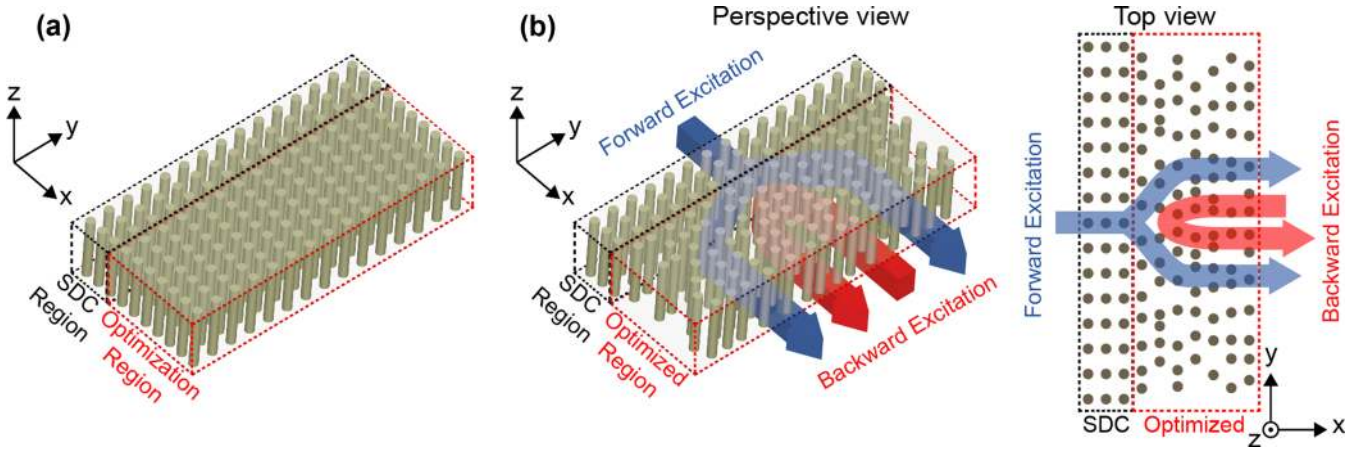 (a)
z
y
x
SDC
Region
Optimization
Region
(b)
Perspective view
z
y
x
Forward Excitation
SDC
Region
Optimized
Region
Backward Excitation
Top view
Forward Excitation
Backward Excitation
SDC
Optimized
y
z
x